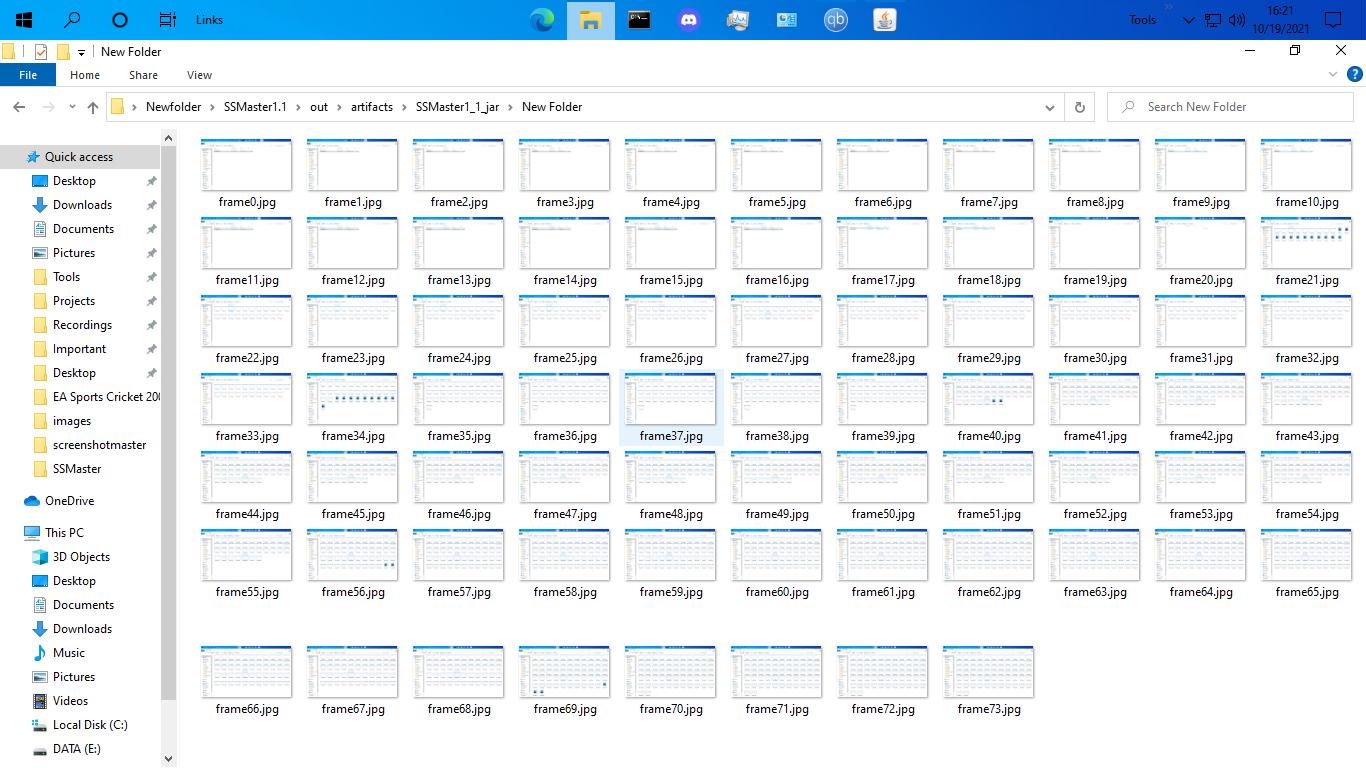 Links
Tools
16:21
10/19/2021
New Folder
File Home Share View
Newfolder SSMaster1.1 out artifacts SSMaster1_1_jar New Folder
Search New Folder
Quick access
Desktop
Downloads
Documents
Pictures
Tools
Projects
Recordings
Important
Desktop
EA Sports Cricket 200
images
screenshotmaster
SSMaster
OneDrive
This PC
3D Objects
Desktop
Documents
Downloads
Music
Pictures
Videos
Local Disk (C:)
DATA (E:)
frame0.jpg frame1.jpg frame2.jpg frame3.jpg frame4.jpg frame5.jpg frame6.jpg frame7.jpg frame8.jpg frame9.jpg frame10.jpg
frame11.jpg frame12.jpg frame13.jpg frame14.jpg frame15.jpg frame16.jpg frame17.jpg frame18.jpg frame19.jpg frame20.jpg frame21.jpg
frame22.jpg frame23.jpg frame24.jpg frame25.jpg frame26.jpg frame27.jpg frame28.jpg frame29.jpg frame30.jpg frame31.jpg frame32.jpg
frame33.jpg frame34.jpg frame35.jpg frame36.jpg frame37.jpg frame38.jpg frame39.jpg frame40.jpg frame41.jpg frame42.jpg frame43.jpg
frame44.jpg frame45.jpg frame46.jpg frame47.jpg frame48.jpg frame49.jpg frame50.jpg frame51.jpg frame52.jpg frame53.jpg frame54.jpg
frame55.jpg frame56.jpg frame57.jpg frame58.jpg frame59.jpg frame60.jpg frame61.jpg frame62.jpg frame63.jpg frame64.jpg frame65.jpg
frame66.jpg frame67.jpg frame68.jpg frame69.jpg frame70.jpg frame71.jpg frame72.jpg frame73.jpg